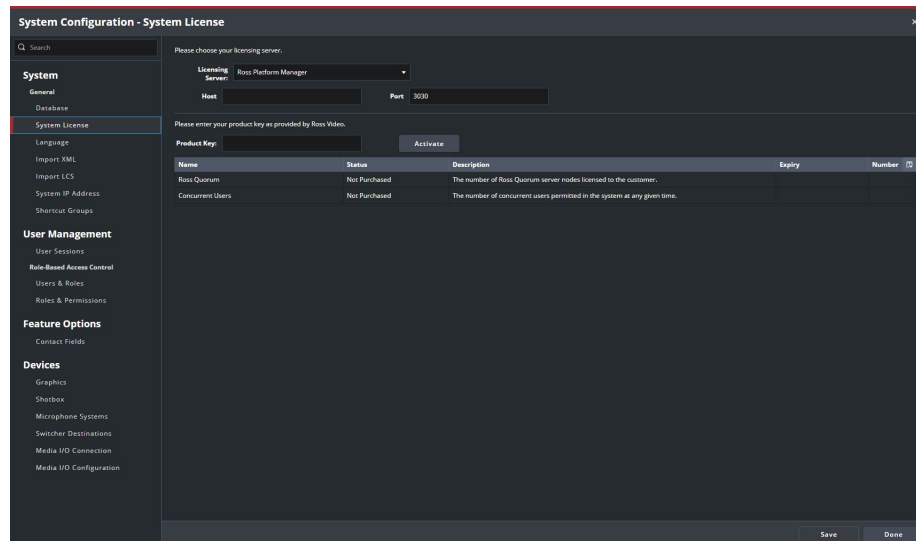 System Configuration - System License
Search
System
General
Database
System License
Language
Import XML
Import LCS
System IP Address
Shortcut Groups
User Management
User Sessions
Role-Based Access Control
Users & Roles
Roles & Permissions
Feature Options
Contact Fields
Devices
Graphics
Shotbox
Microphone Systems
Switcher Destinations
Media I/O Connection
Media I/O Configuration
Please choose your licensing server.
Licensing Server: Ross Platform Manager
Host Port 3030
Please enter your product key as provided by Ross Video.
Product Key: Activate
Name Status Description Expiry Number
Ross Quorum Not Purchased The number of Ross Quorum server nodes licensed to the customer.
Concurrent Users Not Purchased The number of concurrent users permitted in the system at any given time.
Save Done